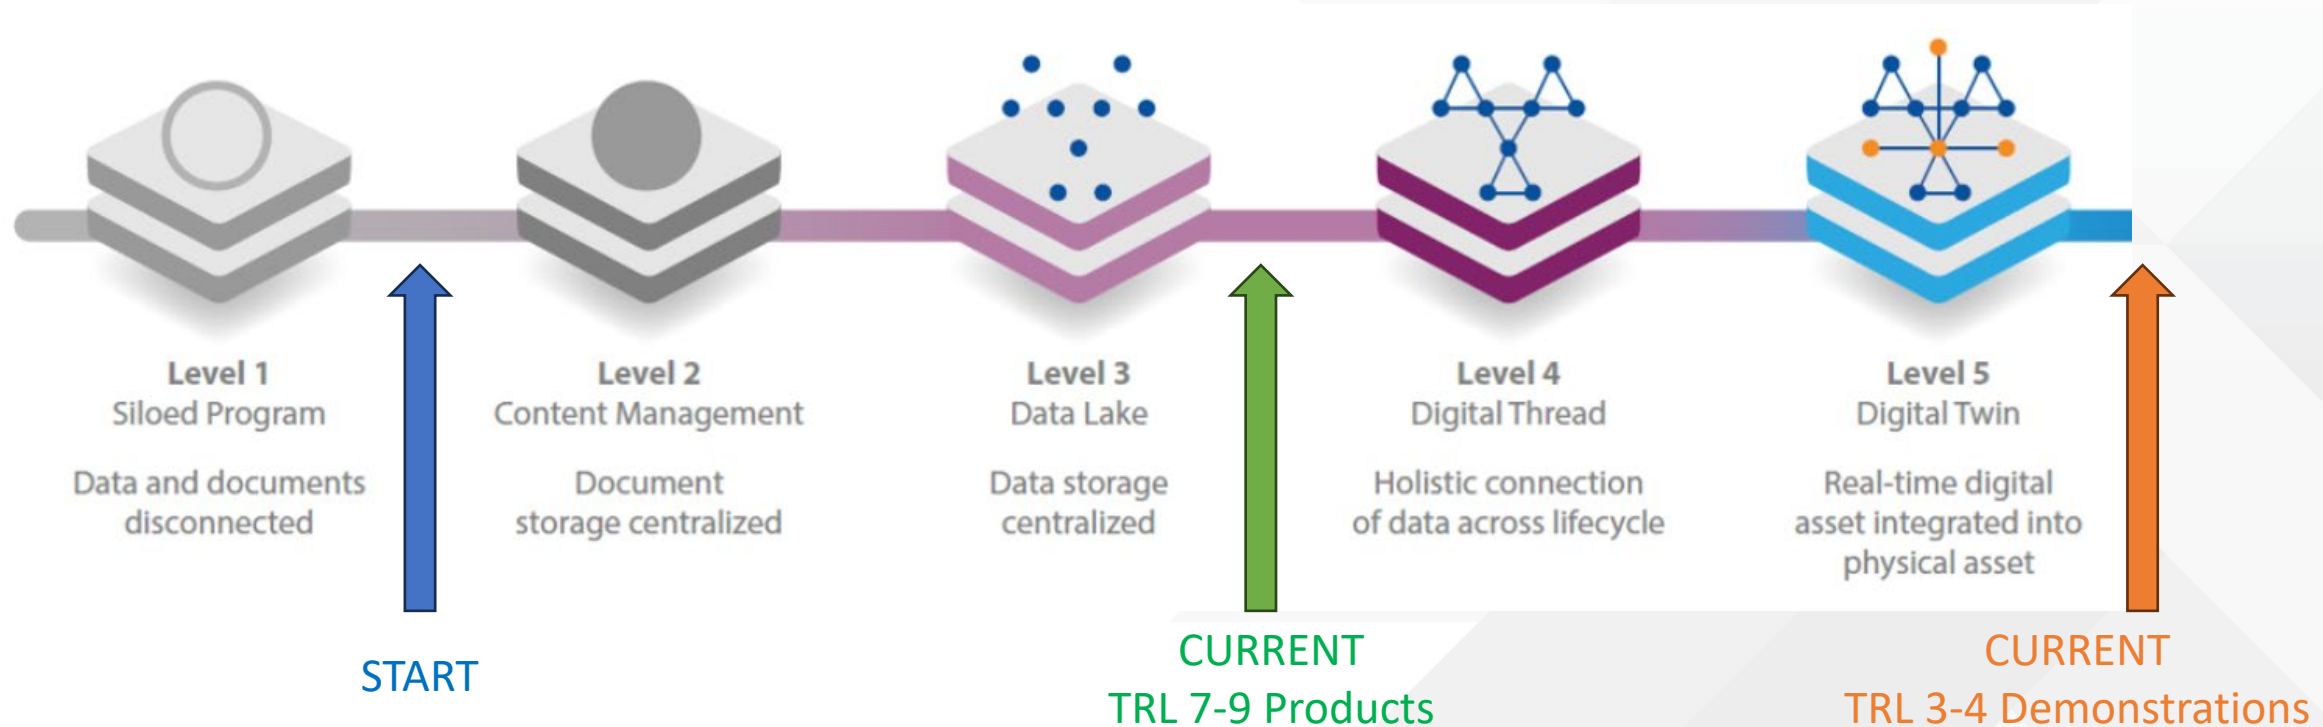 Level 1
Siloed Program
Data and documents
disconnected
Level 2
Content Management
Document
storage centralized
Level 3
Data Lake
Data storage
centralized
Level 4
Digital Thread
Holistic connection
of data across lifecycle
Level 5
Digital Twin
Real-time digital
asset integrated into
physical asset
START
CURRENT
TRL 7-9 Products
CURRENT
TRL 3-4 Demonstrations